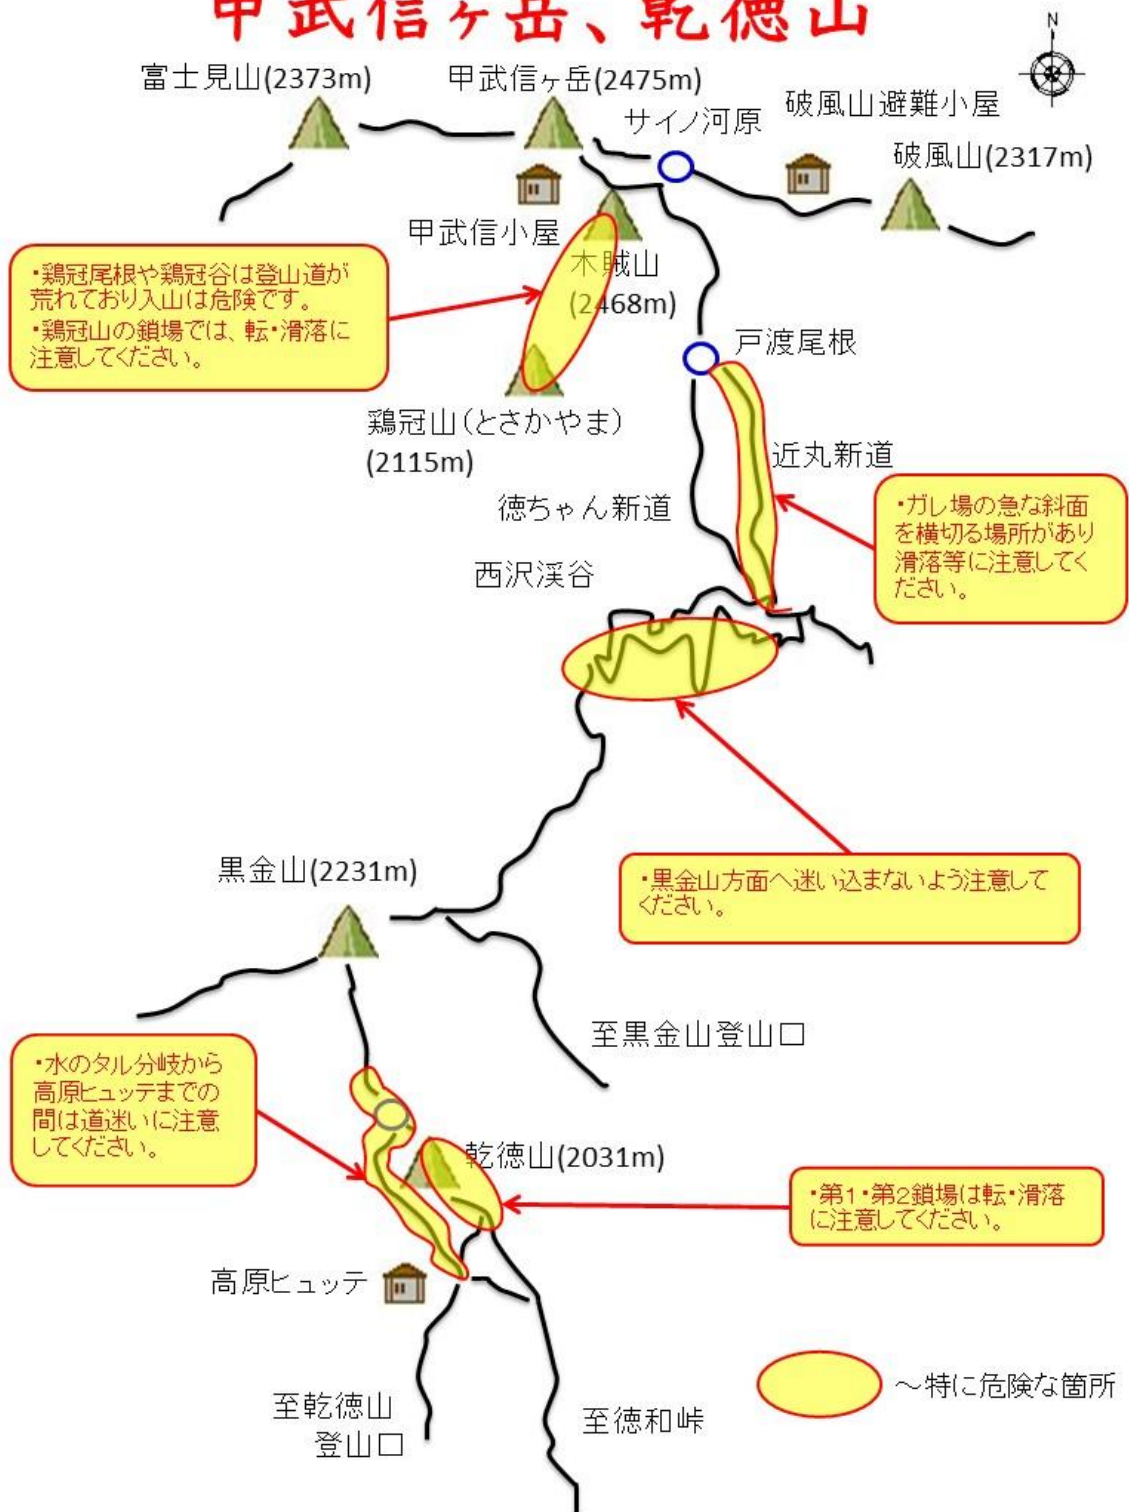 甲武信ヶ岳、乾徳山
N
富士見山(2373m)
甲武信ヶ岳(2475m)
サイノ河原
破風山避難小屋
破風山(2317m)
甲武信小屋
木賊山
(2468m)
・鶏冠尾根や鶏冠谷は登山道が
荒れており入山は危険です。
・鶏冠山の鎖場では、転・滑落に
注意してください。
戸渡尾根
鶏冠山(とさかやま)
(2115m)
近丸新道
徳ちゃん新道
・ガレ場の急な斜面
を横切る場所があり
滑落等に注意してく
ださい。
西沢渓谷
黒金山(2231m)
・黒金山方面へ迷い込まないよう注意して
ください。
至黒金山登山口
・水のタル分岐から
高原ヒュッテまでの
間は道迷いに注意
してください。
乾徳山(2031m)
・第1・第2鎖場は転・滑落
に注意してください。
高原ヒュッテ
至乾徳山
登山口
至徳和峠
～特に危険な箇所